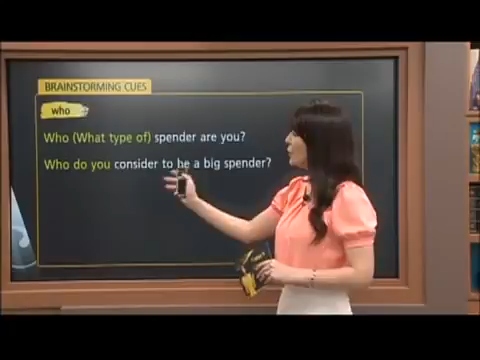 BRAINSTORMING CUES
who
Who (What type of) spender are you?
Who do you consider to be a big spender?